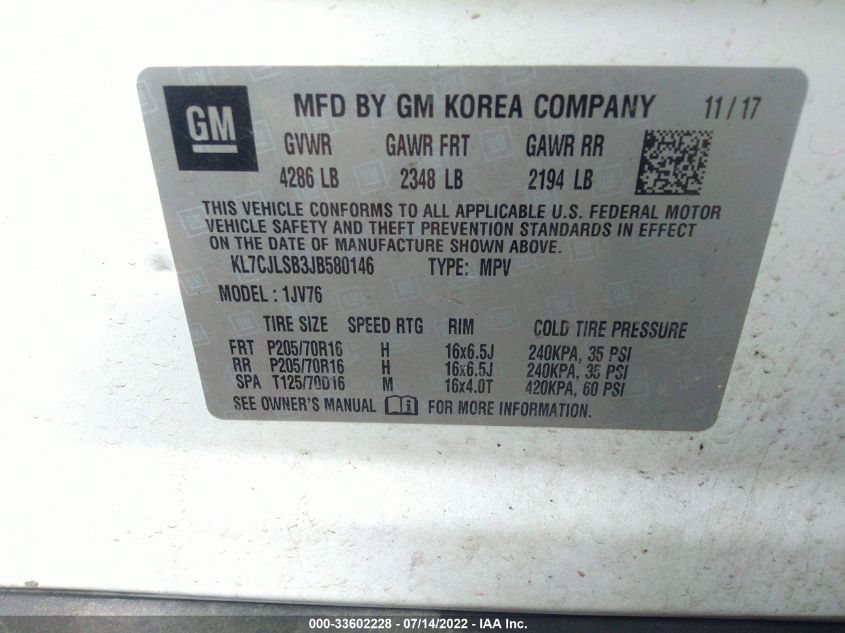 GM MFD BY GM KOREA COMPANY 11/17
GVWR GAWR FRT GAWR RR
4286 LB 2348 LB 2194 LB
THIS VEHICLE CONFORMS TO ALL APPLICABLE U.S. FEDERAL MOTOR
VEHICLE SAFETY AND THEFT PREVENTION STANDARDS IN EFFECT
ON THE DATE OF MANUFACTURE SHOWN ABOVE.
KL7CJLSB3JB580146 TYPE: MPV
MODEL : 1JV76
TIRE SIZE SPEED RTG RIM COLD TIRE PRESSURE
FRT P205/70R16 H 16x6.5J 240KPA, 35 PSI
RR P205/70R16 H 16x6.5J 240KPA, 35 PSI
SPA T125/70D16 M 16x4.0T 420KPA, 60 PSI
SEE OWNER'S MANUAL FOR MORE INFORMATION.
000-33602228 - 07/14/2022 - IAA Inc.